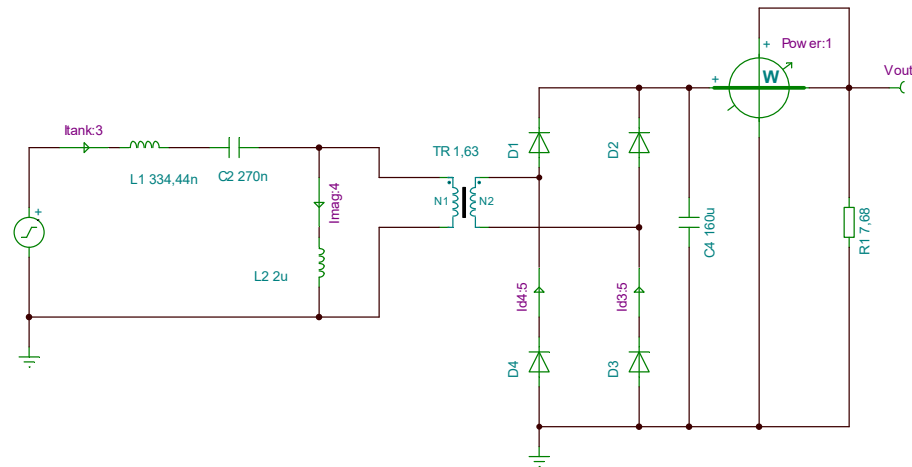 Power:1
+
+
W
Vout
Itank:3
L1 334,44n
C2 270n
TR 1,63
D1
D2
N1
N2
Imag:4
+
L2 2u
C4 160u
R1 7,68
Id4:5
Id3:5
D4
D3